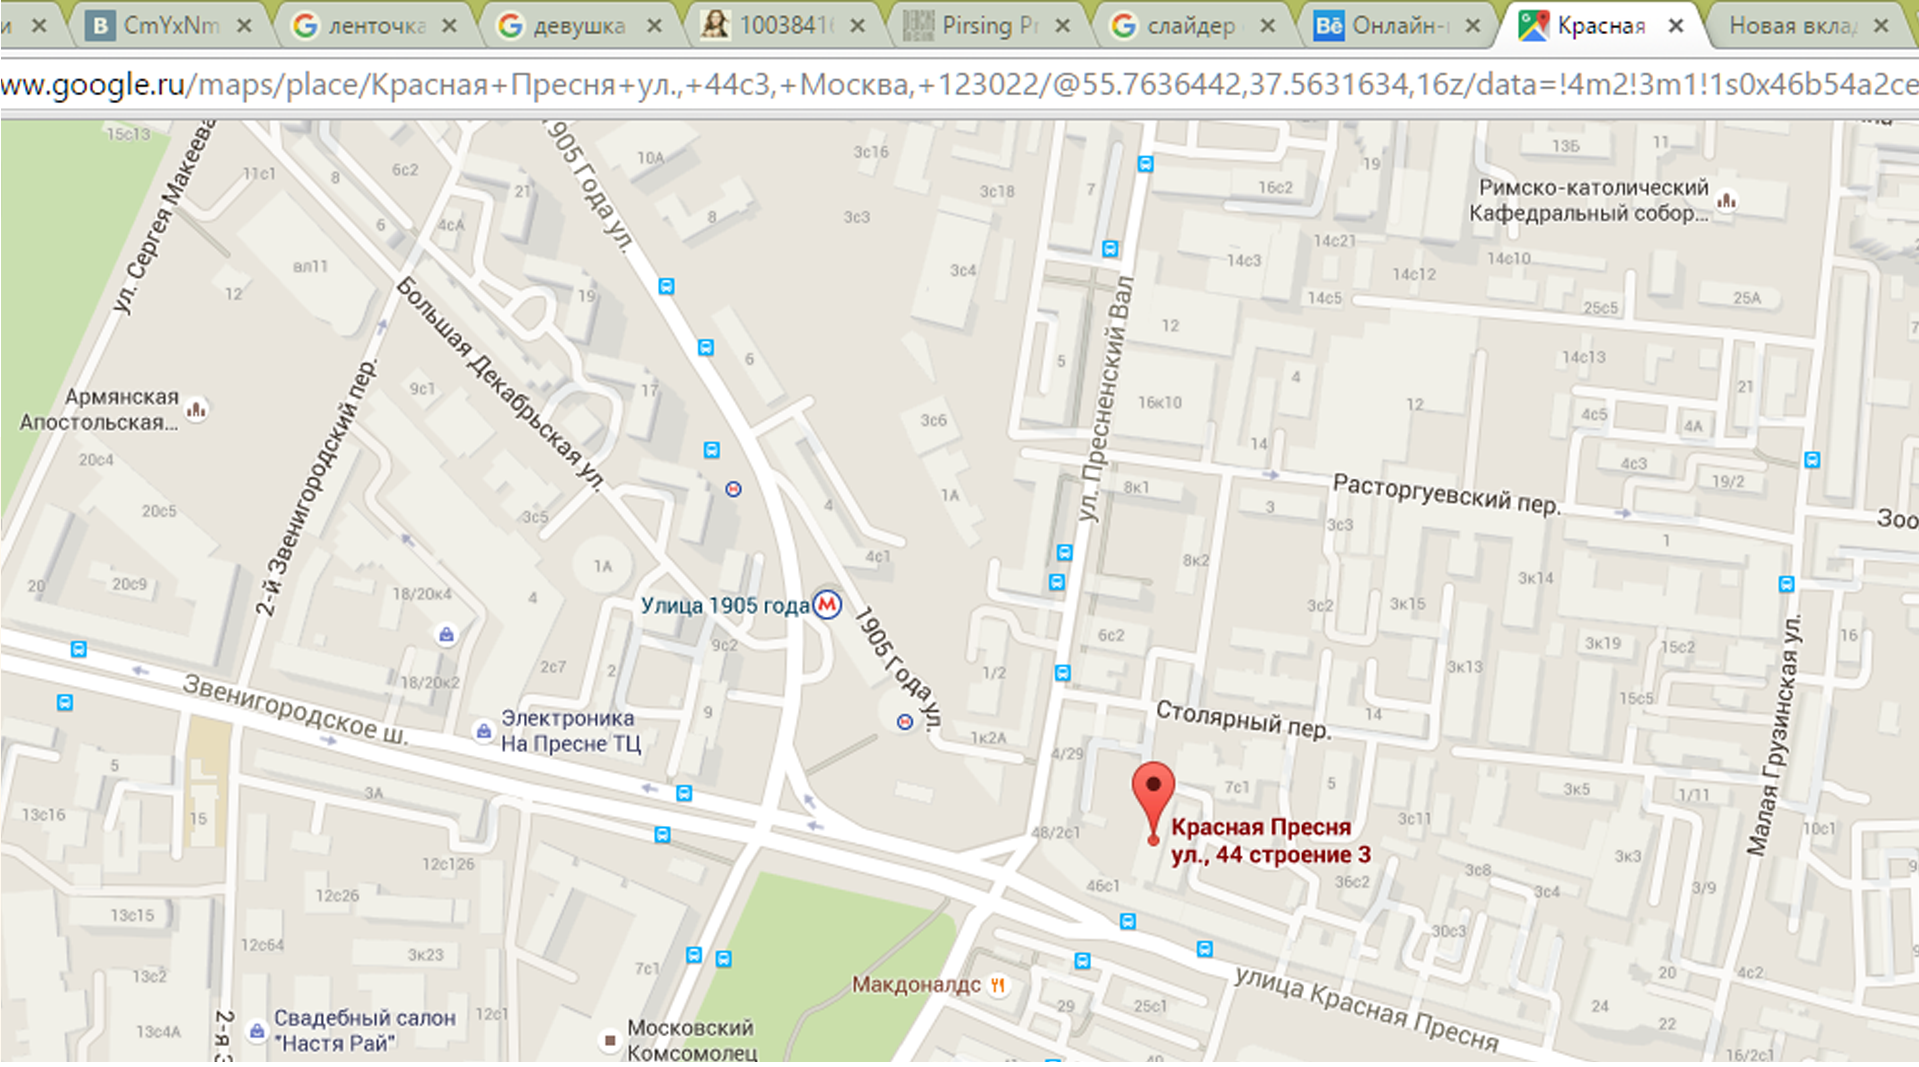 и
CmYxNm
ленточка
девушка
10038416
Pirsing Pr
слайдер
Онлайн-
Красная
Новая вкла
ww.google.ru/maps/place/Красная+Пресня+ул.,+44с3,+Москва,+123022/@55.7636442,37.5631634,16z/data=!4m2!3m1!1s0x46b54a2ce
15с13
ул. Сергея Макеева
11с1
8
6с2
21
1905 Года ул.
10А
3с16
7
16с2
19
13Б
11
Римско-католический
Кафедральный собор...
6
4сА
8
3с3
3с18
14с21
14с3
14с12
14с10
вл11
12
19
3с4
14с5
25с5
25А
Большая Декабрьская ул.
ул. Пресненский Вал
12
6
5
14с13
Армянская
Апостольская...
2-й Звенигородский пер.
9с1
17
3с6
16к10
4
12
21
4с5
4А
14
20с4
20с5
3с5
4
1А
8к1
3
Расторгуевский пер.
4с3
19/2
3с3
Зоо
1
4с1
8к2
1А
20
20с9
18/20к4
4
3к14
Улица 1905 года
1905 Года ул.
3с2
3к15
6с2
3к19
15с2
16
9с2
2с7
2
1/2
3к13
18/20к2
15с5
Звенигородское ш.
Электроника
На Пресне ТЦ
9
Столярный пер.
14
Малая Грузинская ул.
1к2А
4/29
5
3А
7с1
5
3к5
1/11
13с16
15
48/2с1
Красная Пресня
ул., 44 строение 3
3с11
10с1
12с126
3к3
3с8
12с26
46с1
36с2
3с4
3/9
13с15
12с64
3к23
30с3
13с2
7с1
20
4с2
Макдоналдс
улица Красная Пресня
29
25с1
24
22
2-я З
Свадебный салон
"Настя Рай"
12с1
13с4А
Московский
Комсомолец
40
16/2с1